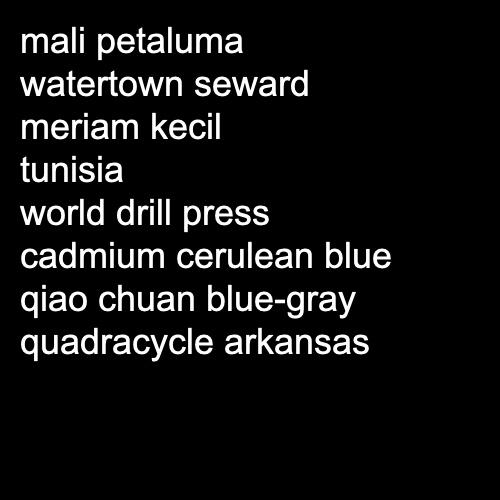 mali petaluma
watertown seward
meriam kecil
tunisia
world drill press
cadmium cerulean blue
qiao chuan blue-gray
quadracycle arkansas